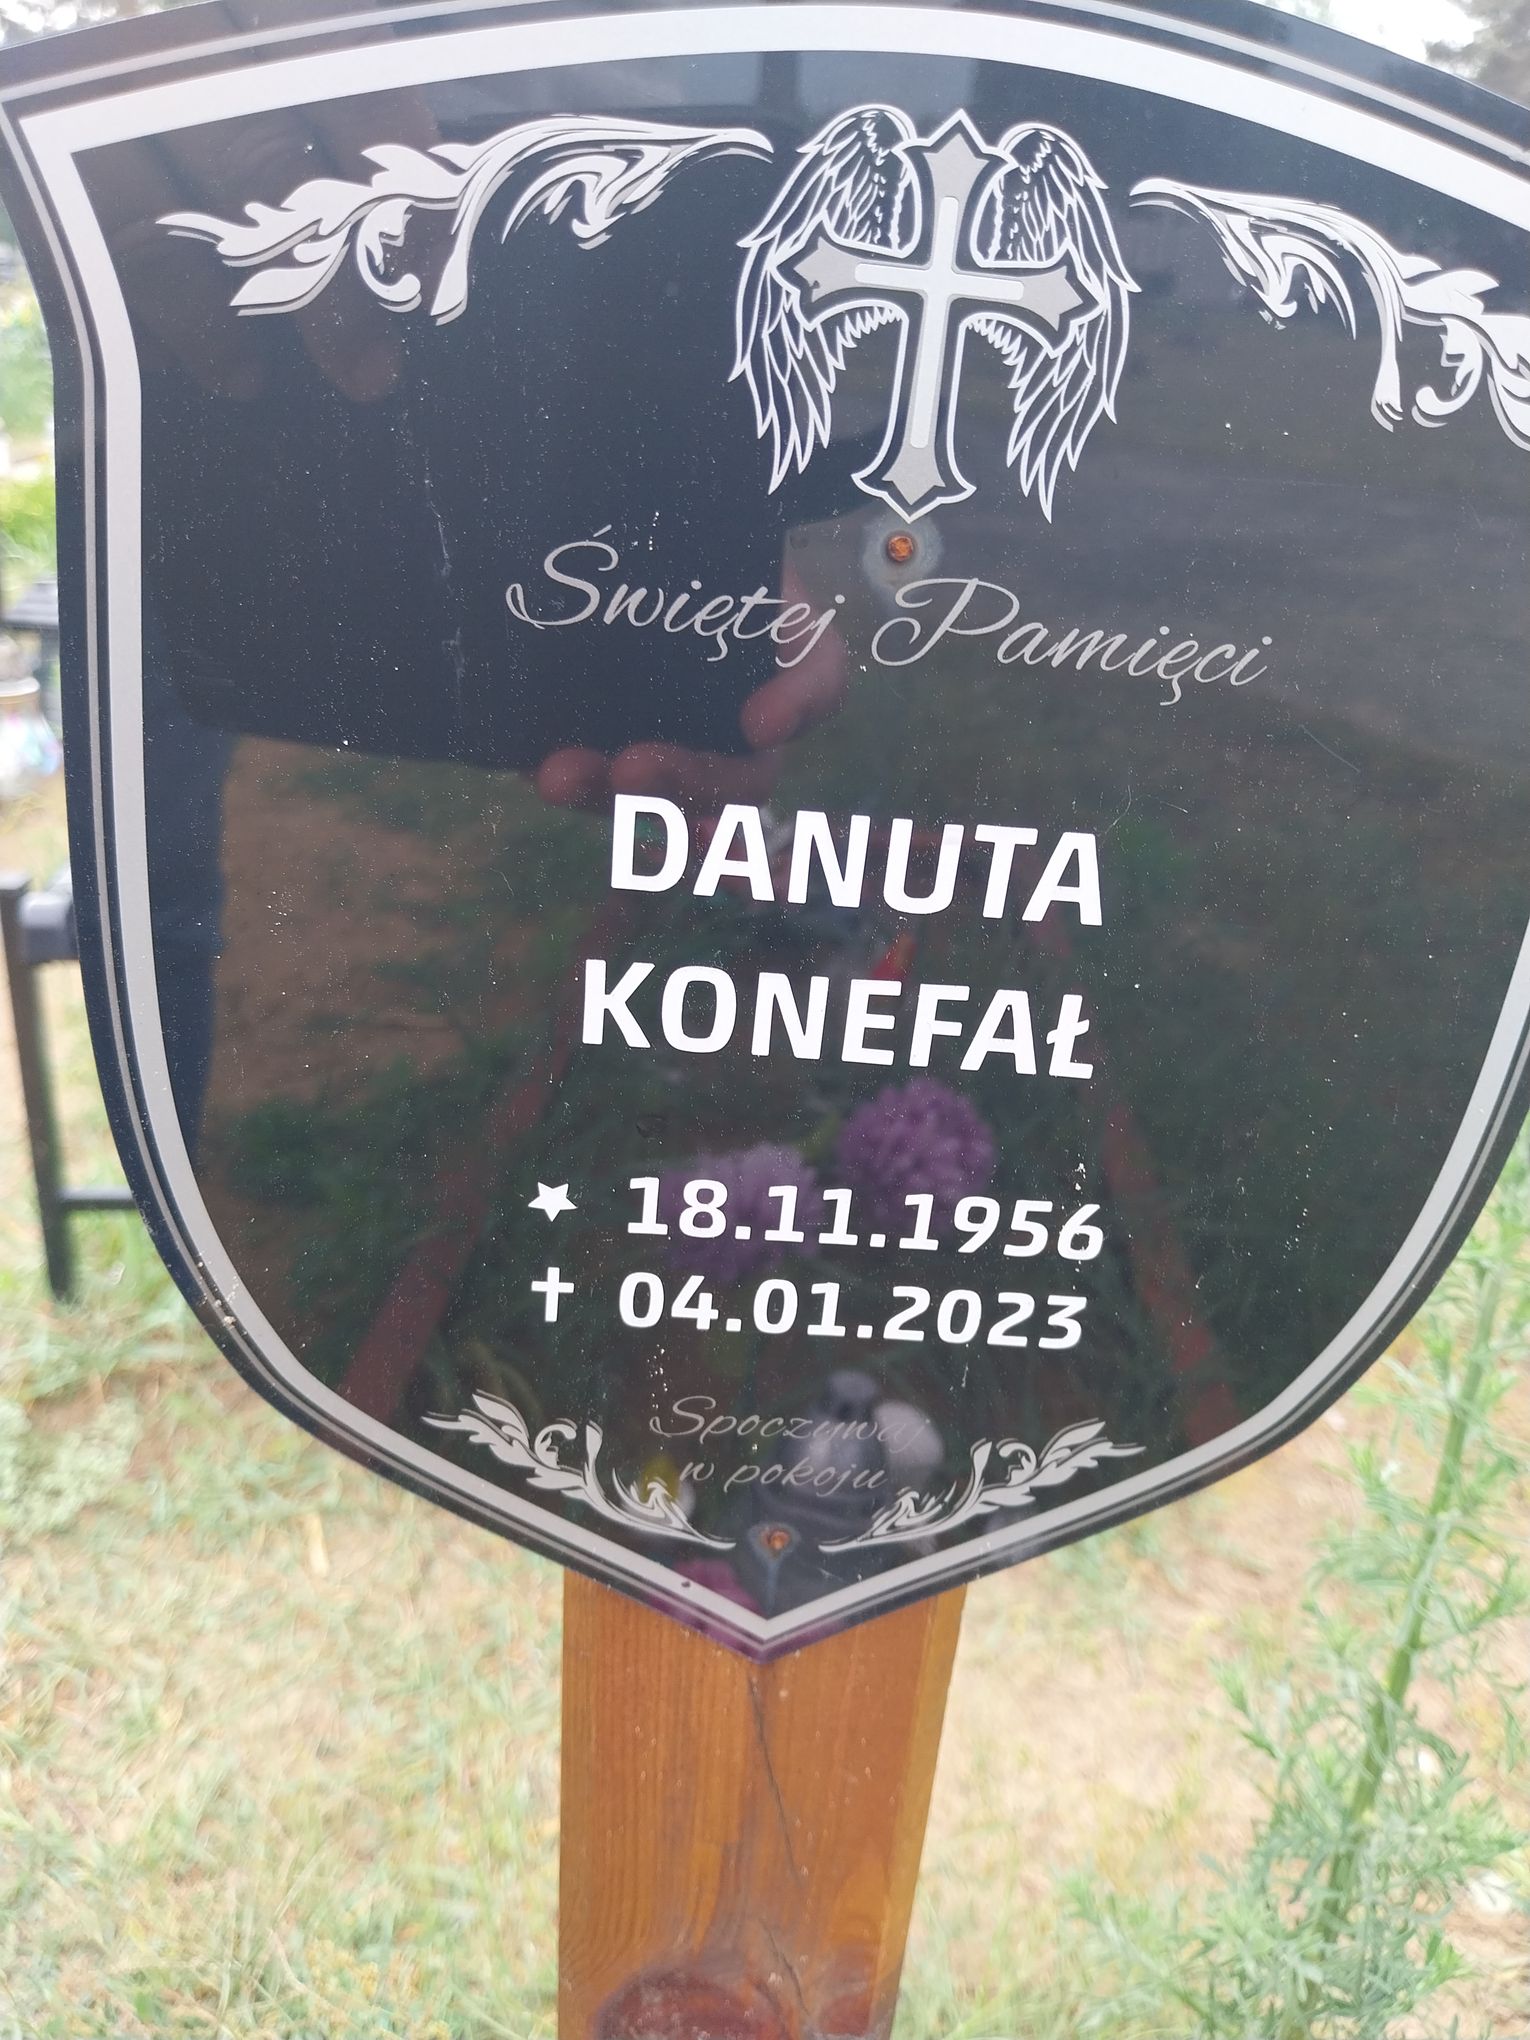 Świętej Pamięci
DANUTA
KONEFAŁ
★ 18.11.1956
✝ 04.01.2023
Spoczywaj
w pokoju